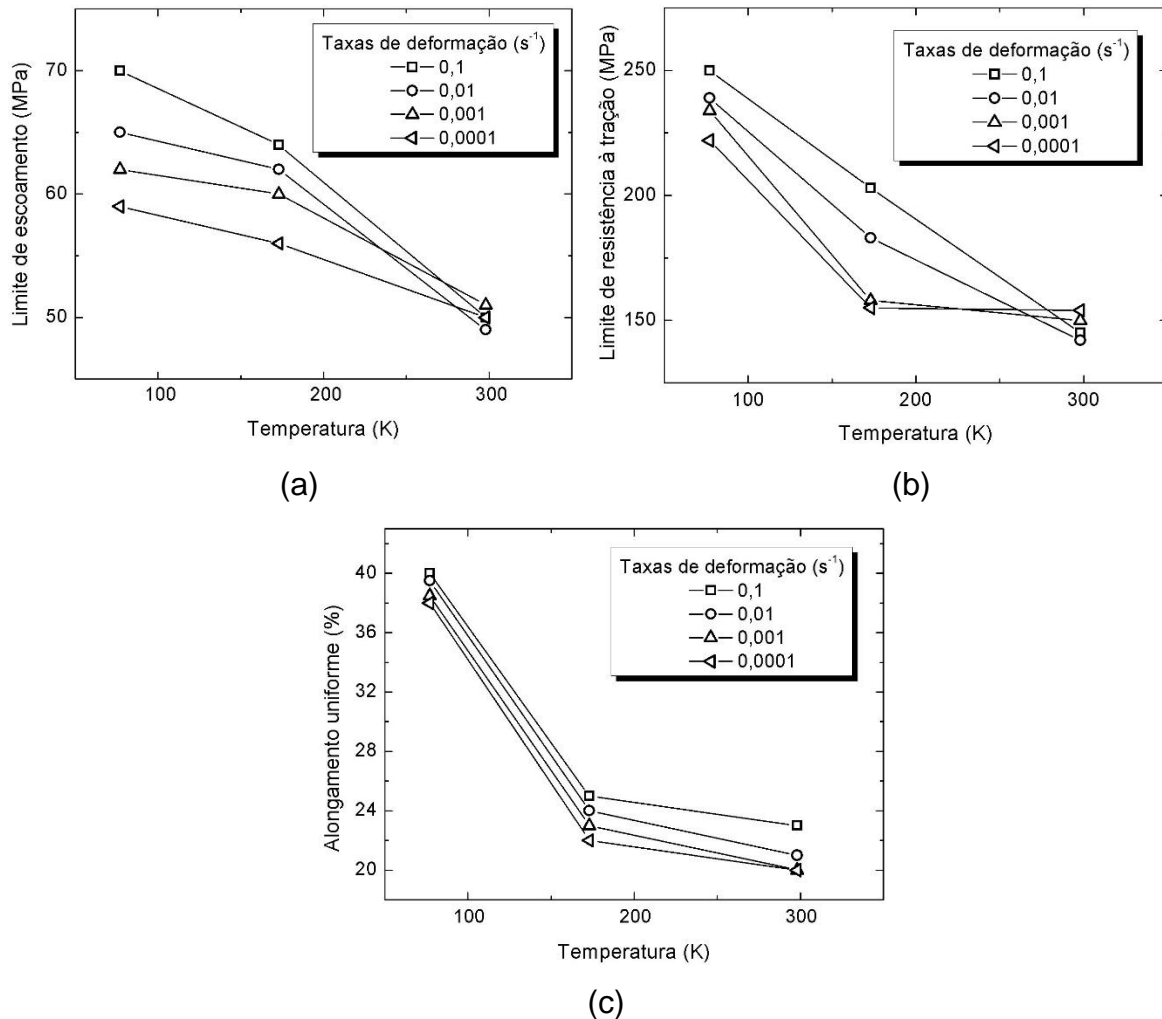 Limite de escoamento (MPa)
70
60
50
100
200
300
Temperatura (K)
Taxas de deformação (s⁻¹)
0,1
0,01
0,001
0,0001
(a)
Limite de resistência à tração (MPa)
250
200
150
100
200
300
Temperatura (K)
Taxas de deformação (s⁻¹)
0,1
0,01
0,001
0,0001
(b)
Alongamento uniforme (%)
40
36
32
28
24
20
100
200
300
Temperatura (K)
Taxas de deformação (s⁻¹)
0,1
0,01
0,001
0,0001
(c)